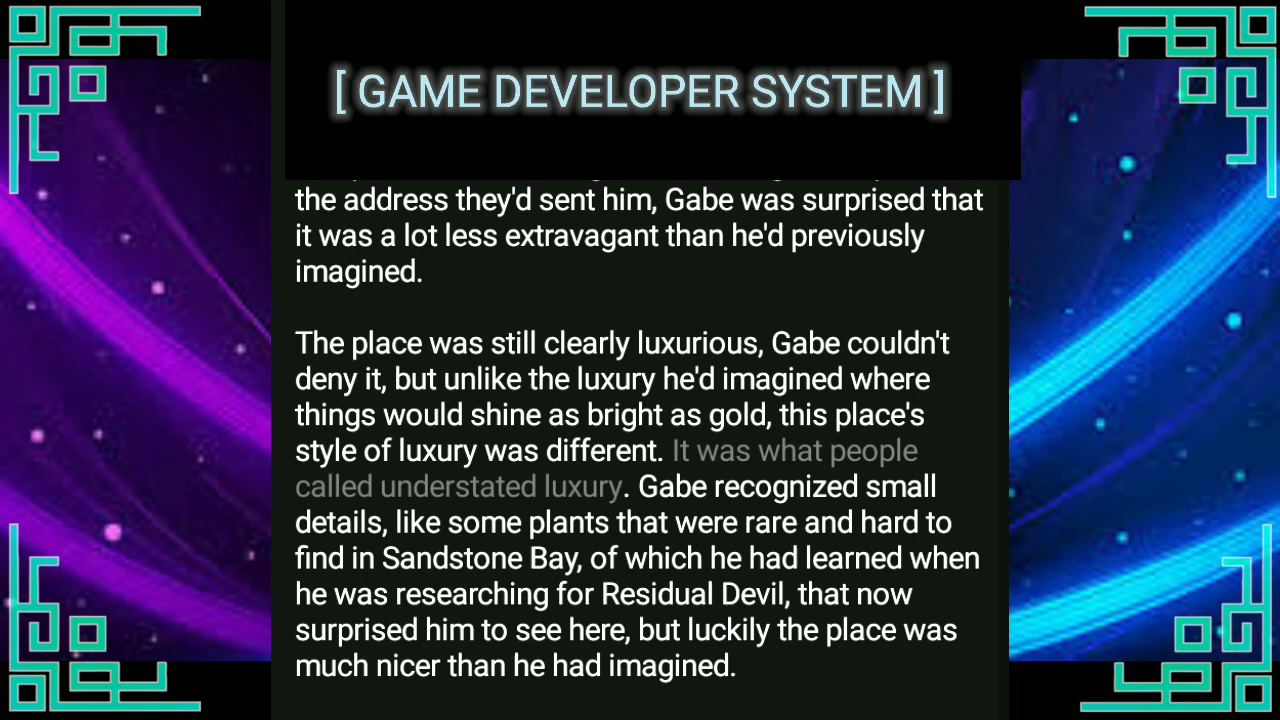 [ GAME DEVELOPER SYSTEM ]
the address they'd sent him, Gabe was surprised that
it was a lot less extravagant than he'd previously
imagined.
The place was still clearly luxurious, Gabe couldn't
deny it, but unlike the luxury he'd imagined where
things would shine as bright as gold, this place's
style of luxury was different. It was what people
called understated luxury. Gabe recognized small
details, like some plants that were rare and hard to
find in Sandstone Bay, of which he had learned when
he was researching for Residual Devil, that now
surprised him to see here, but luckily the place was
much nicer than he had imagined.